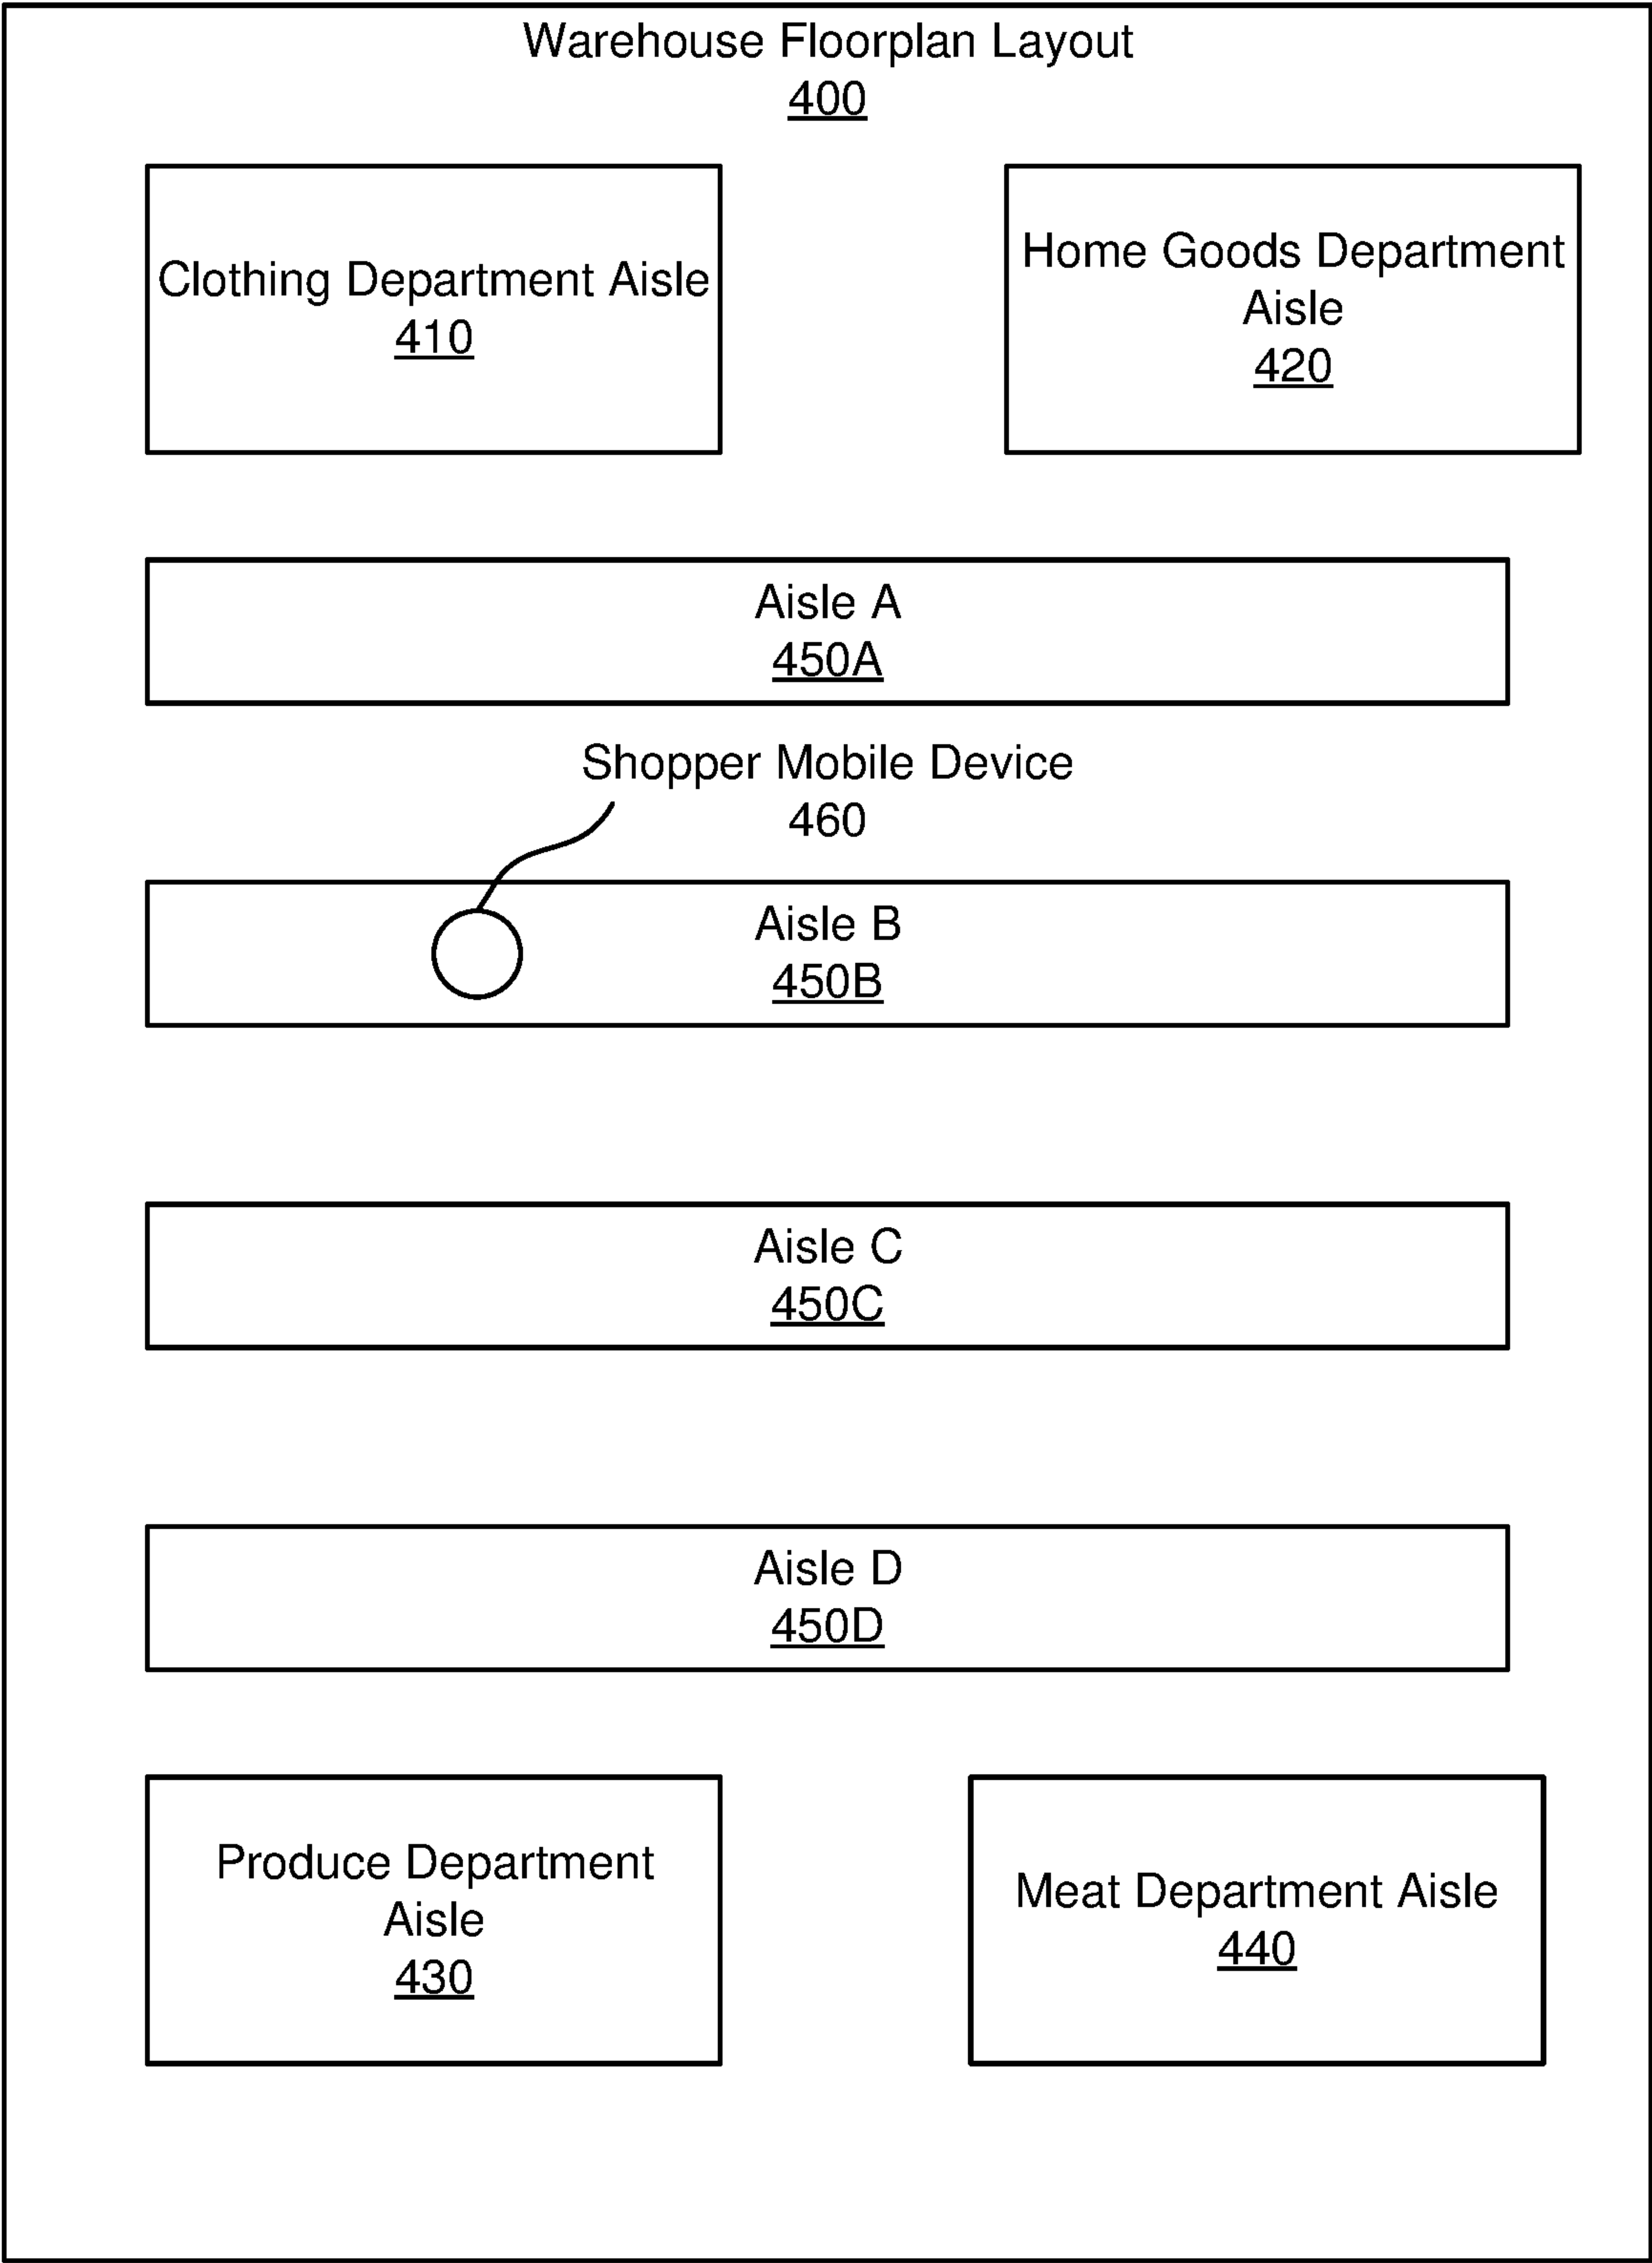 Warehouse Floorplan Layout
400
Clothing Department Aisle
410
Home Goods Department
Aisle
420
Aisle A
450A
Shopper Mobile Device
460
Aisle B
450B
Aisle C
450C
Aisle D
450D
Produce Department
Aisle
430
Meat Department Aisle
440